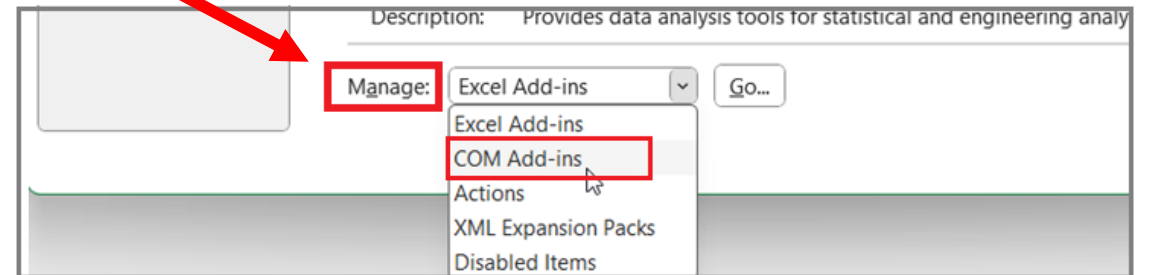 Description: Provides data analysis tools for statistical and engineering analy
Manage: Excel Add-ins Go...
Excel Add-ins
COM Add-ins
Actions
XML Expansion Packs
Disabled Items